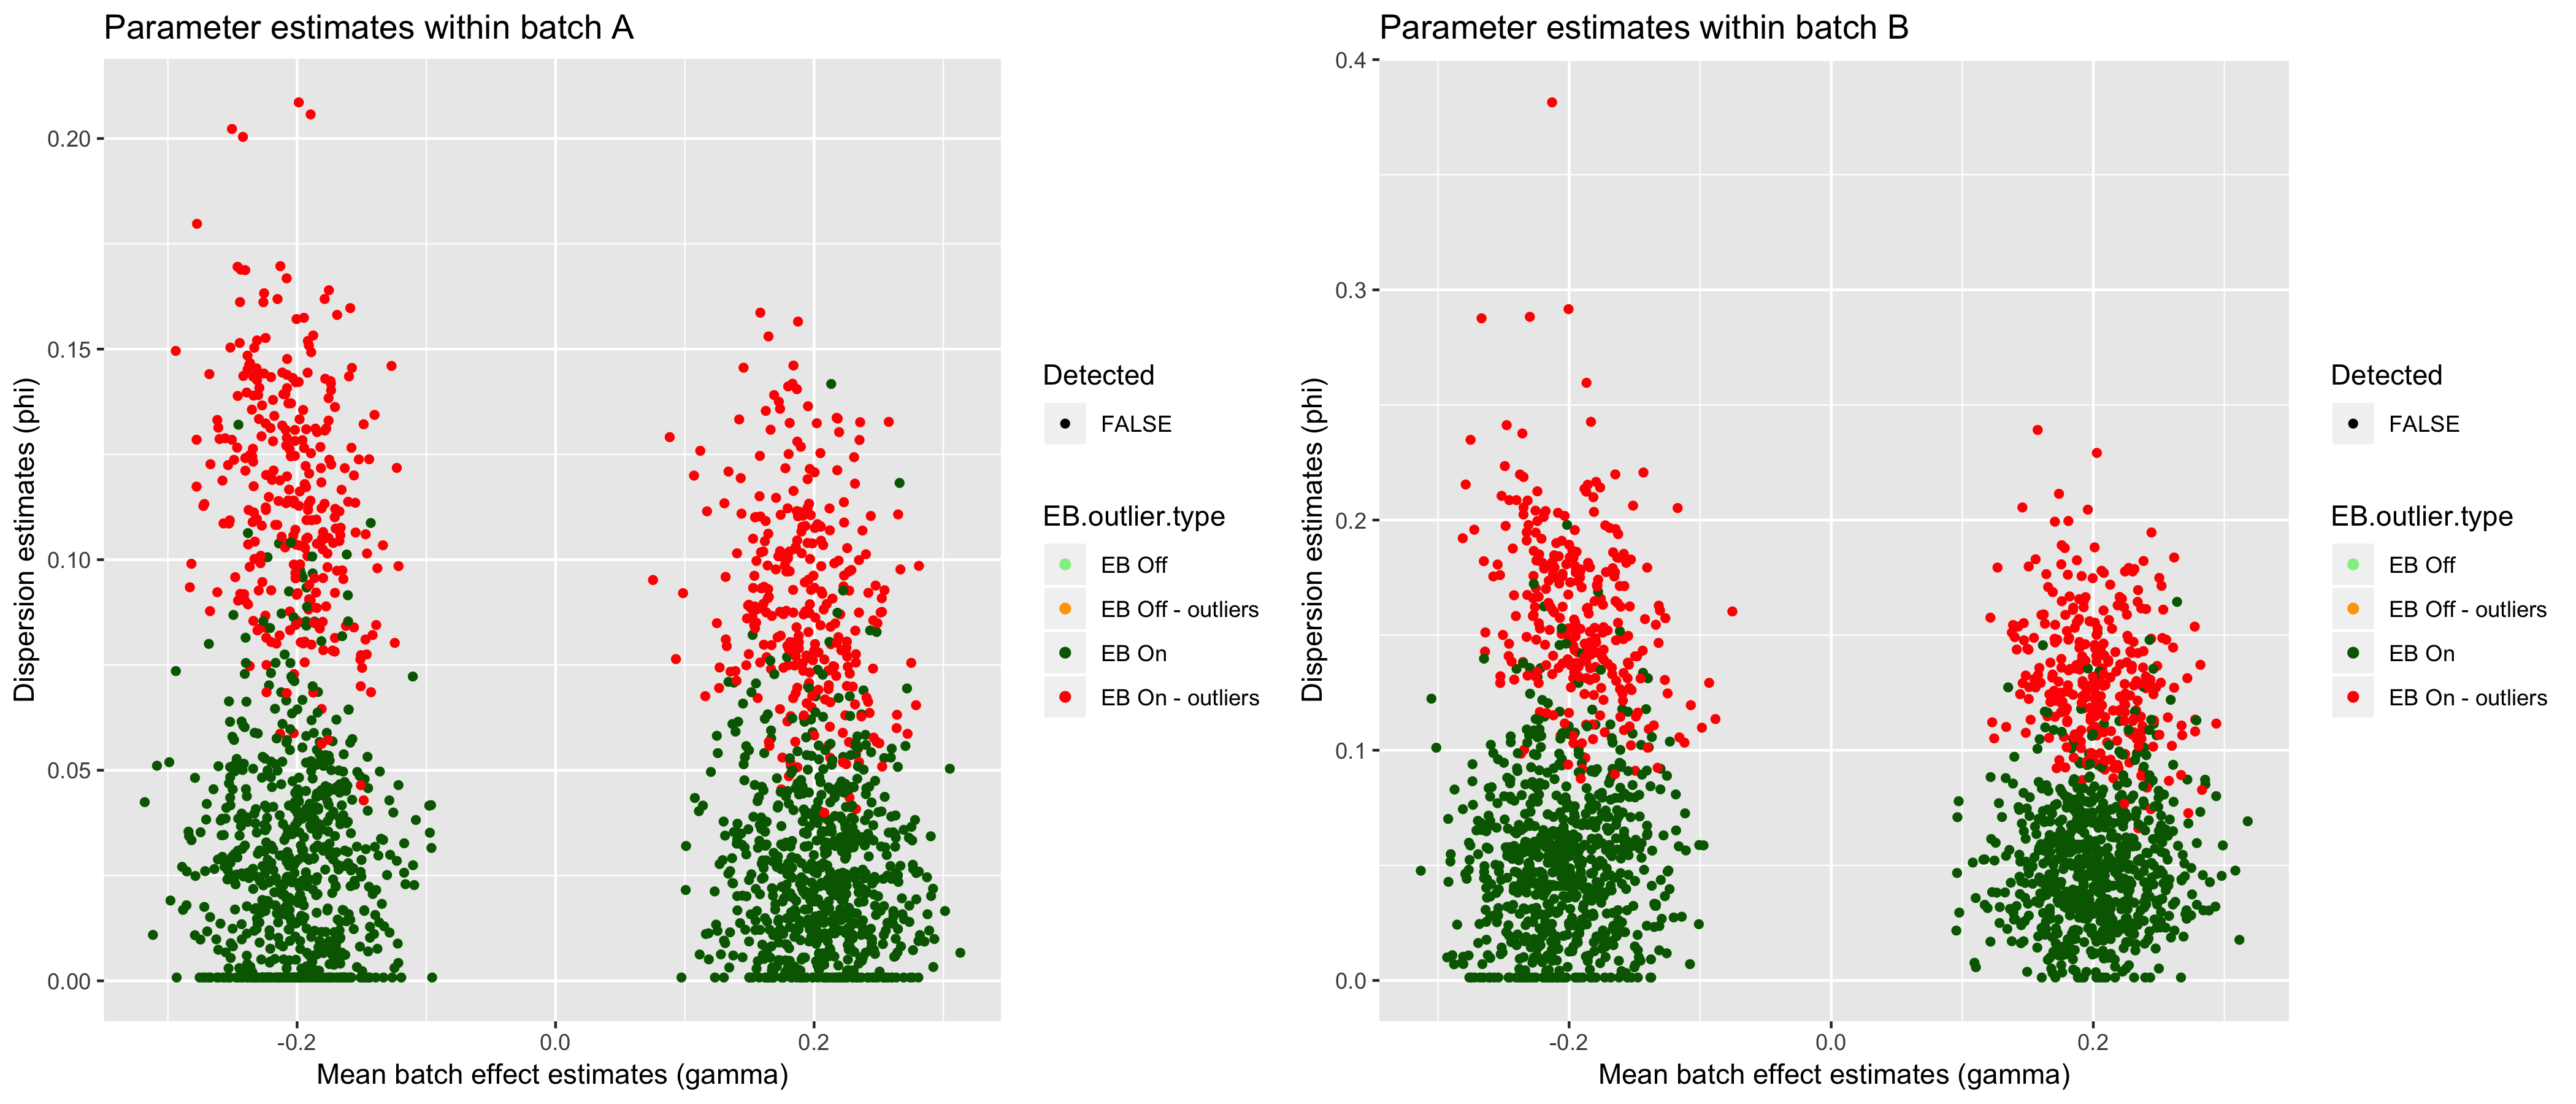 Parameter estimates within batch A
0.20
0.15
0.10
0.05
0.00
-0.2
0.0
0.2
Mean batch effect estimates (gamma)
Dispersion estimates (phi)
Detected
FALSE
EB.outlier.type
EB Off
EB Off - outliers
EB On
EB On - outliers
Parameter estimates within batch B
0.4
0.3
0.2
0.1
0.0
-0.2
0.0
0.2
Mean batch effect estimates (gamma)
Dispersion estimates (phi)
Detected
FALSE
EB.outlier.type
EB Off
EB Off - outliers
EB On
EB On - outliers